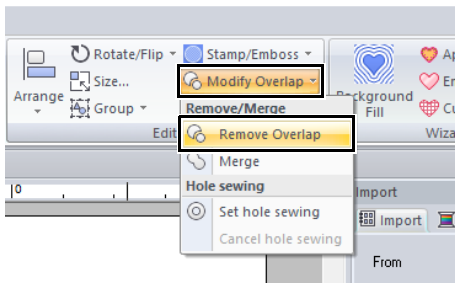 Rotate/Flip
Stamp/Emboss
Size...
Modify Overlap
Arrange
Group
Remove/Merge
Remove Overlap
Merge
Hole sewing
Set hole sewing
Cancel hole sewing
Edit
Fill
0
Import
Import
From